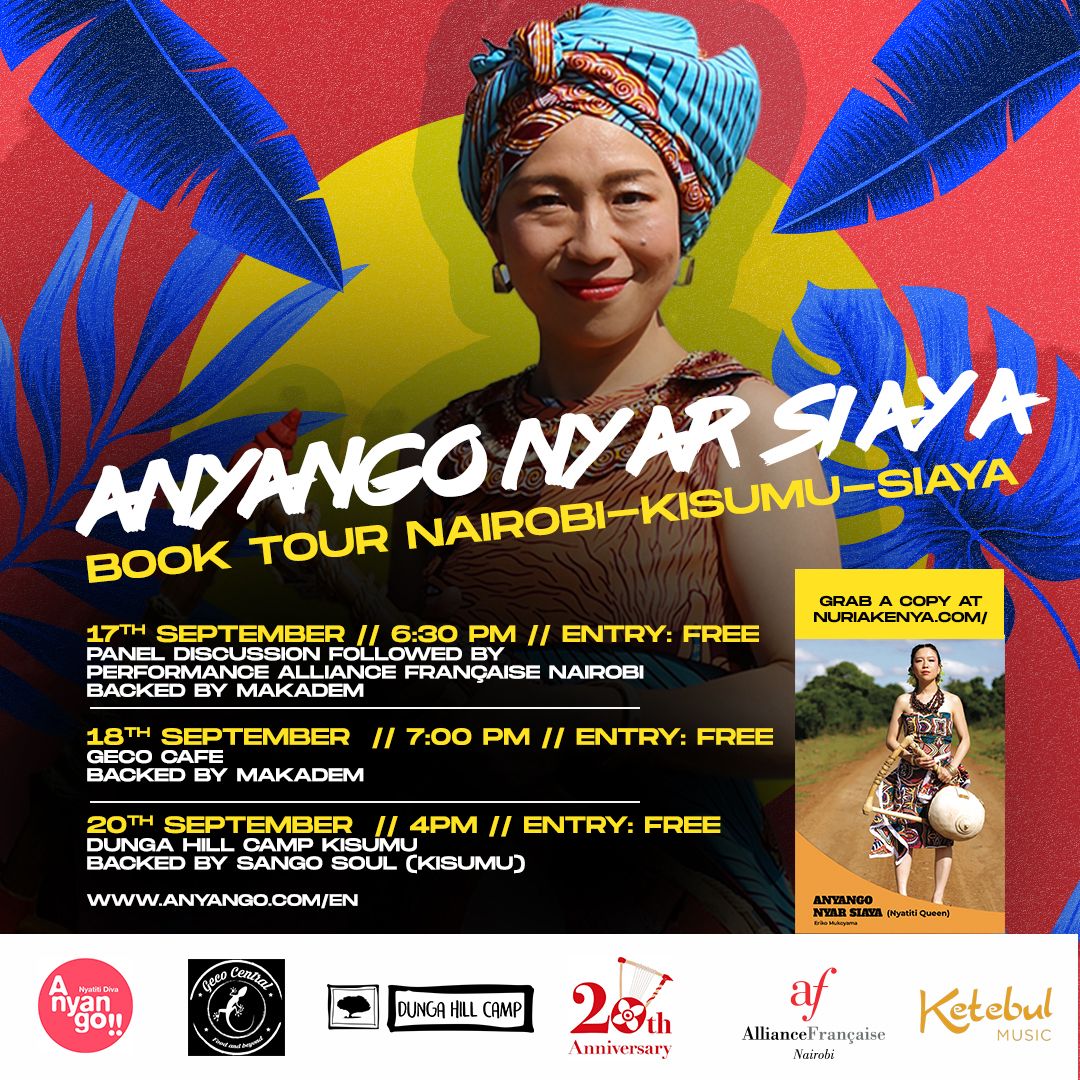 ANYANGO NYAR SIAYA
BOOK TOUR NAIROBI-KISUMU-SIAYA
17TH SEPTEMBER // 6:30 PM // ENTRY: FREE
PANEL DISCUSSION FOLLOWED BY
PERFORMANCE ALLIANCE FRANÇAISE NAIROBI
BACKED BY MAKADEM
18TH SEPTEMBER // 7:00 PM // ENTRY: FREE
GECO CAFE
BACKED BY MAKADEM
20TH SEPTEMBER // 4PM // ENTRY: FREE
DUNGA HILL CAMP KISUMU
BACKED BY SANGO SOUL (KISUMU)
WWW.ANYANGO.COM/EN
GRAB A COPY AT
NURIAKENYA.COM/
ANYANGO
NYAR SIAYA (Nyatiti Queen)
Eriko Mukoyama
A Nyatiti Diva
nyan
go!!
Geco Central
Food and beyond
DUNGA HILL CAMP
20th
Anniversary
af
AllianceFrançaise
Nairobi
Ketebul
MUSIC